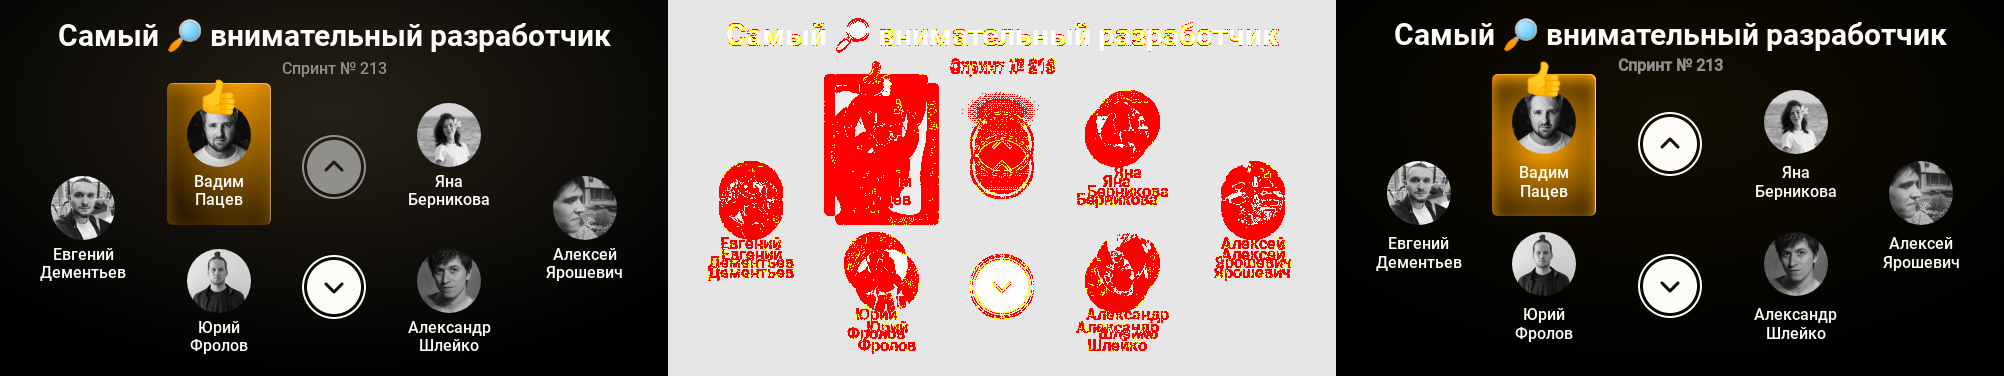 Самый 🔎 внимательный разработчик
Спринт № 213
Вадим
Пацев
Яна
Берникова
Евгений
Дементьев
Алексей
Ярошевич
Юрий
Фролов
Александр
Шлейко
Самый 🔎 внимательный разработчик
Спринт № 213
Яна
Яна
Берникова
Берникова
Евгений
Евгений
Дементьев
Дементьев
Алексей
Алексей
Ярошевич
Ярошевич
Юрий
Юрий
Фролов
Фролов
Александр
Александр
Шлейко
Шлейко
Самый 🔎 внимательный разработчик
Спринт № 213
Вадим
Пацев
Яна
Берникова
Евгений
Дементьев
Алексей
Ярошевич
Юрий
Фролов
Александр
Шлейко